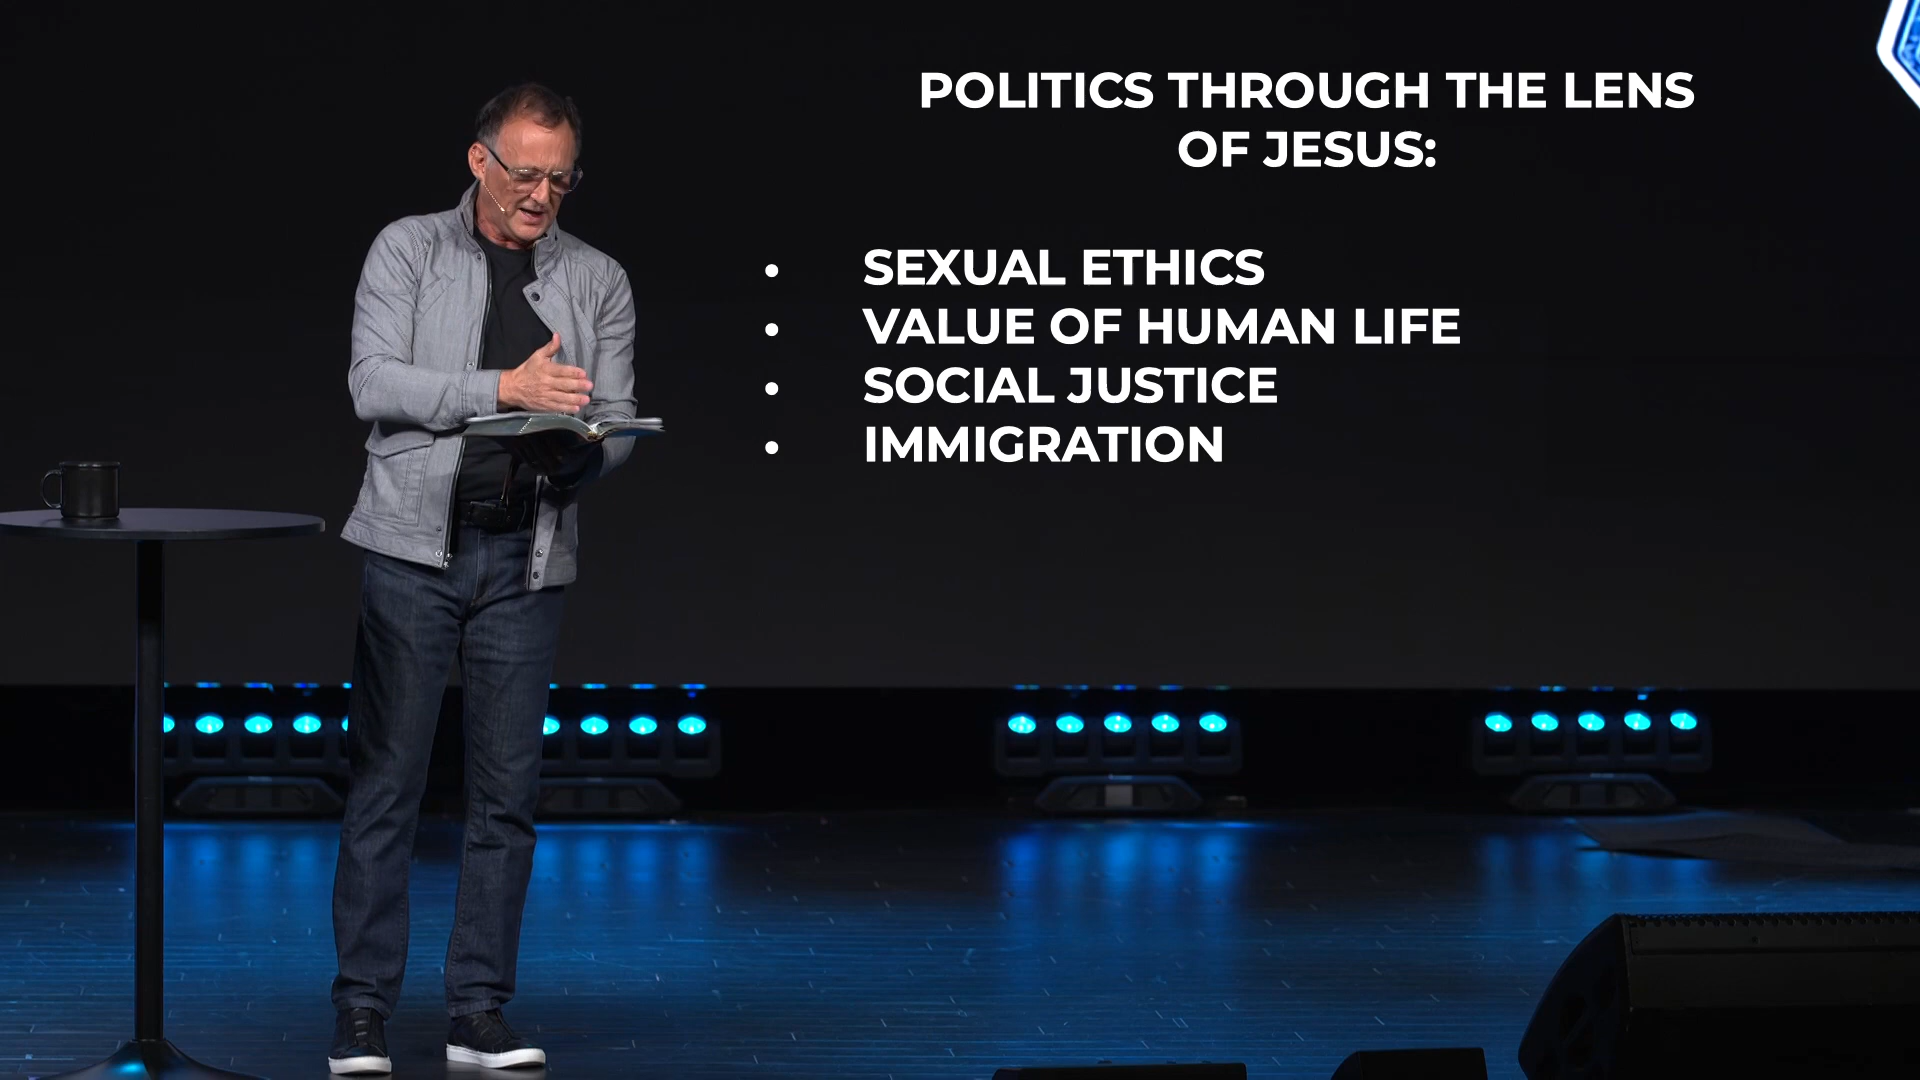 POLITICS THROUGH THE LENS
OF JESUS:
• SEXUAL ETHICS
• VALUE OF HUMAN LIFE
• SOCIAL JUSTICE
• IMMIGRATION